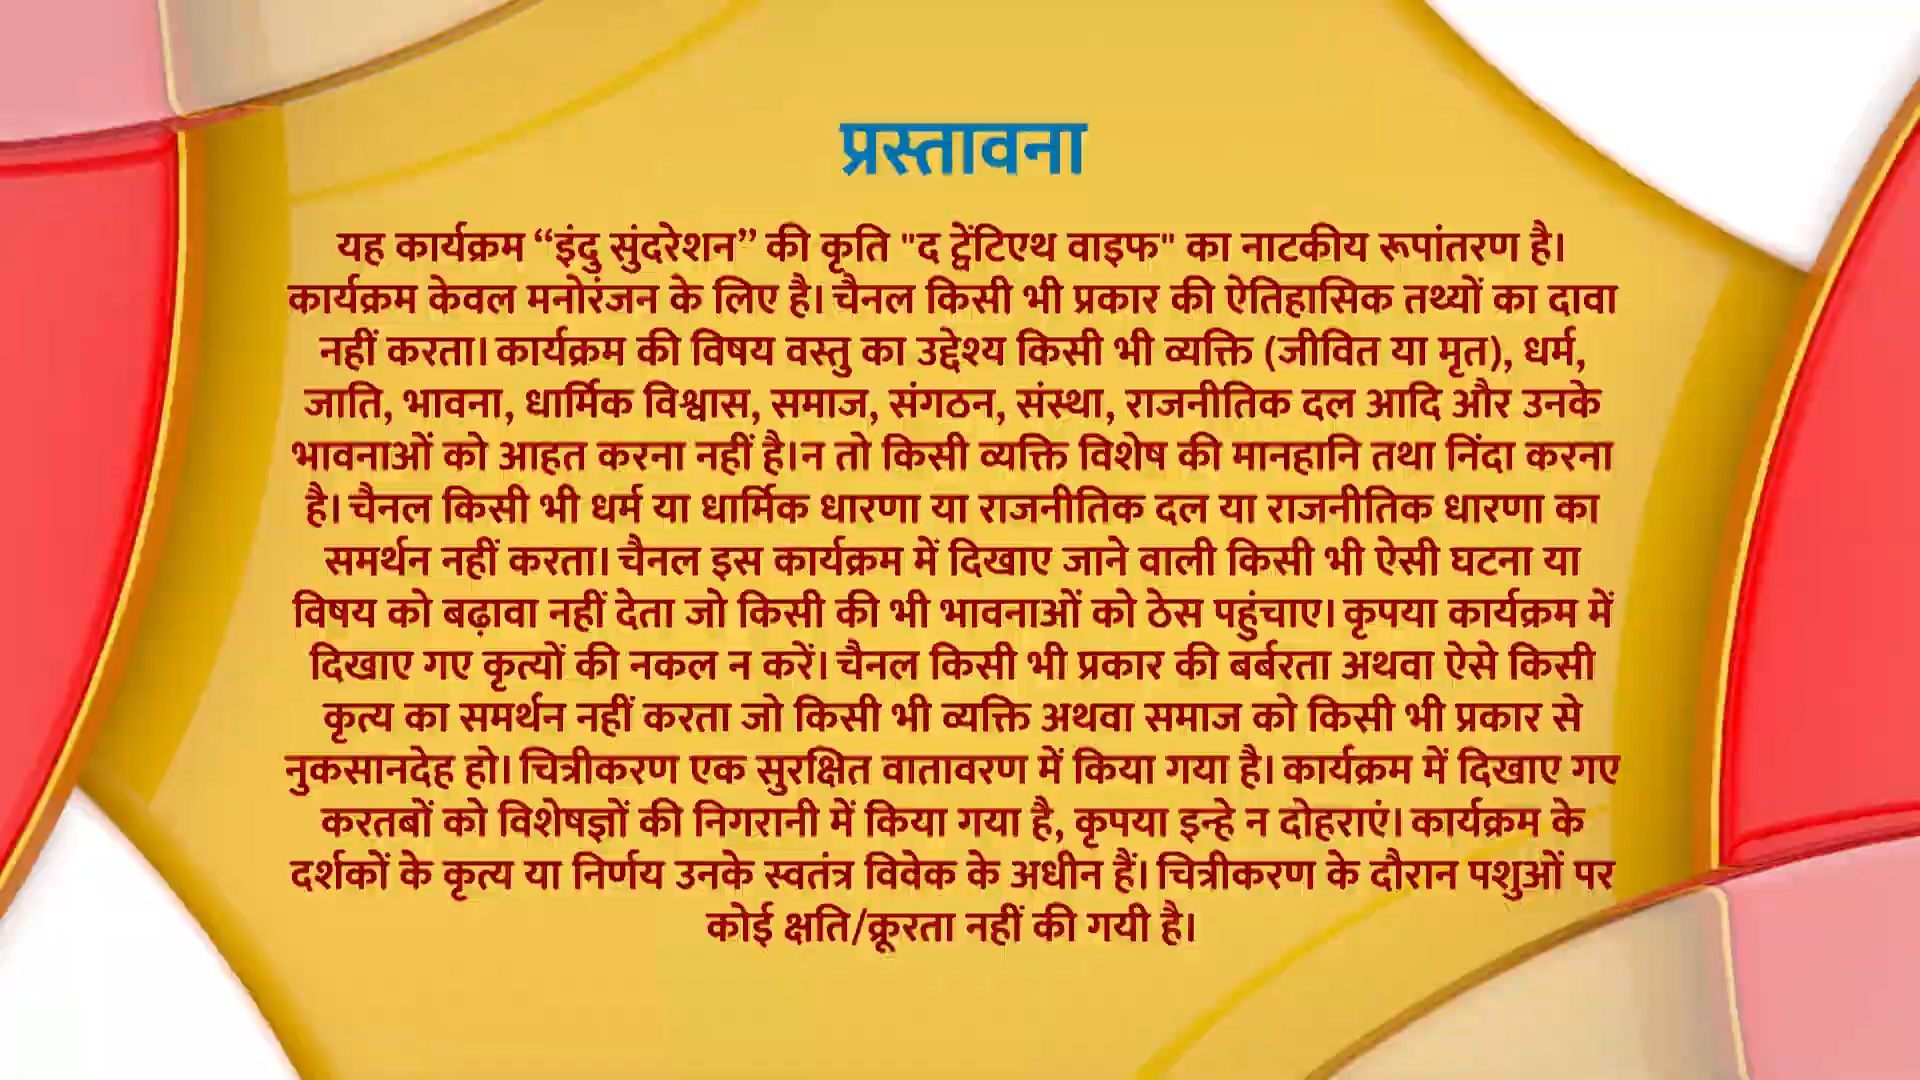 प्रस्तावना
यह कार्यक्रम “इंदु सुंदरेशन” की कृति "द ट्वेंटिएथ वाइफ" का नाटकीय रूपांतरण है।
कार्यक्रम केवल मनोरंजन के लिए है। चैनल किसी भी प्रकार की ऐतिहासिक तथ्यों का दावा
नहीं करता। कार्यक्रम की विषय वस्तु का उद्देश्य किसी भी व्यक्ति (जीवित या मृत), धर्म,
जाति, भावना, धार्मिक विश्वास, समाज, संगठन, संस्था, राजनीतिक दल आदि और उनके
भावनाओं को आहत करना नहीं है।न तो किसी व्यक्ति विशेष की मानहानि तथा निंदा करना
है। चैनल किसी भी धर्म या धार्मिक धारणा या राजनीतिक दल या राजनीतिक धारणा का
समर्थन नहीं करता। चैनल इस कार्यक्रम में दिखाए जाने वाली किसी भी ऐसी घटना या
विषय को बढ़ावा नहीं देता जो किसी की भी भावनाओं को ठेस पहुंचाए। कृपया कार्यक्रम में
दिखाए गए कृत्यों की नकल न करें। चैनल किसी भी प्रकार की बर्बरता अथवा ऐसे किसी
कृत्य का समर्थन नहीं करता जो किसी भी व्यक्ति अथवा समाज को किसी भी प्रकार से
नुकसानदेह हो। चित्रीकरण एक सुरक्षित वातावरण में किया गया है। कार्यक्रम में दिखाए गए
करतबों को विशेषज्ञों की निगरानी में किया गया है, कृपया इन्हे न दोहराएं। कार्यक्रम के
दर्शकों के कृत्य या निर्णय उनके स्वतंत्र विवेक के अधीन हैं। चित्रीकरण के दौरान पशुओं पर
कोई क्षति/क्रूरता नहीं की गयी है।